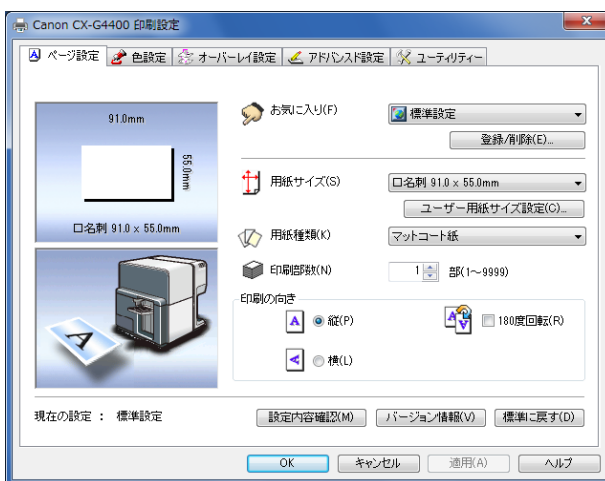 Canon CX-G4400 印刷設定
ページ設定 色設定 オーバーレイ設定 アドバンスド設定 ユーティリティー
91.0mm
55.0mm
口名刺 91.0 x 55.0mm
お気に入り(F) 標準設定
登録/削除(E)...
用紙サイズ(S) 口名刺 91.0 x 55.0mm
ユーザー用紙サイズ設定(C)...
用紙種類(K) マットコート紙
印刷部数(N) 1 部(1～9999)
印刷の向き
縦(P) 180度回転(R)
横(L)
現在の設定 ： 標準設定
設定内容確認(M) バージョン情報(V) 標準に戻す(D)
OK キャンセル 適用(A) ヘルプ